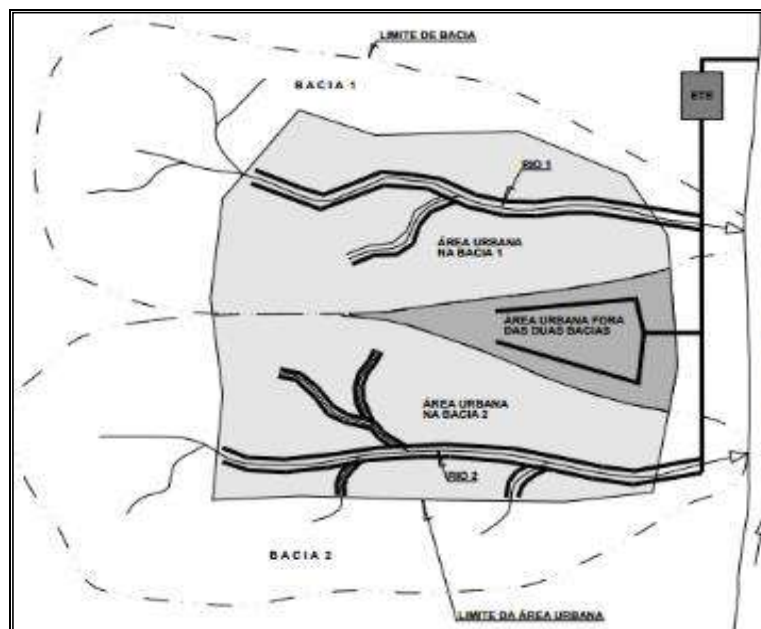 LIMITE DE BACIA
BACIA 1
ETE
RIO 1
ÁREA URBANA
NA BACIA 1
ÁREA URBANA FORA
DAS DUAS BACIAS
ÁREA URBANA
NA BACIA 2
RIO 2
BACIA 2
LIMITE DA ÁREA URBANA